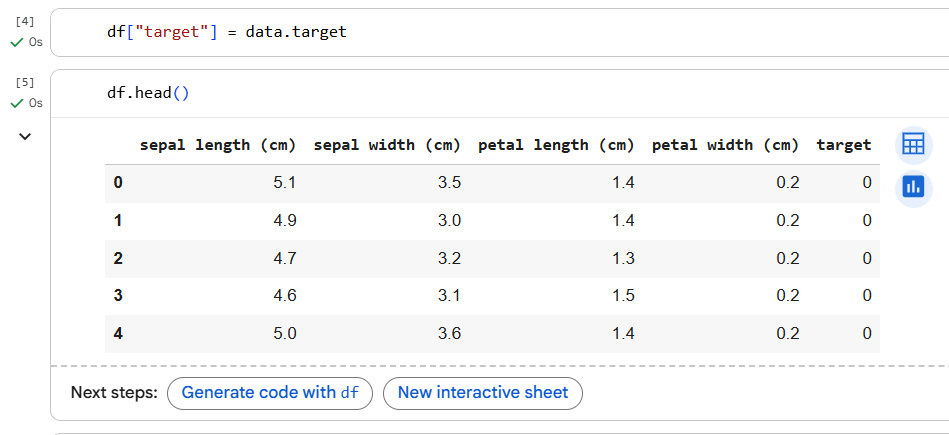 [4]
0s
df["target"] = data.target
[5]
0s
df.head()
sepal length (cm) sepal width (cm) petal length (cm) petal width (cm) target
0 5.1 3.5 1.4 0.2 0
1 4.9 3.0 1.4 0.2 0
2 4.7 3.2 1.3 0.2 0
3 4.6 3.1 1.5 0.2 0
4 5.0 3.6 1.4 0.2 0
Next steps: Generate code with df New interactive sheet